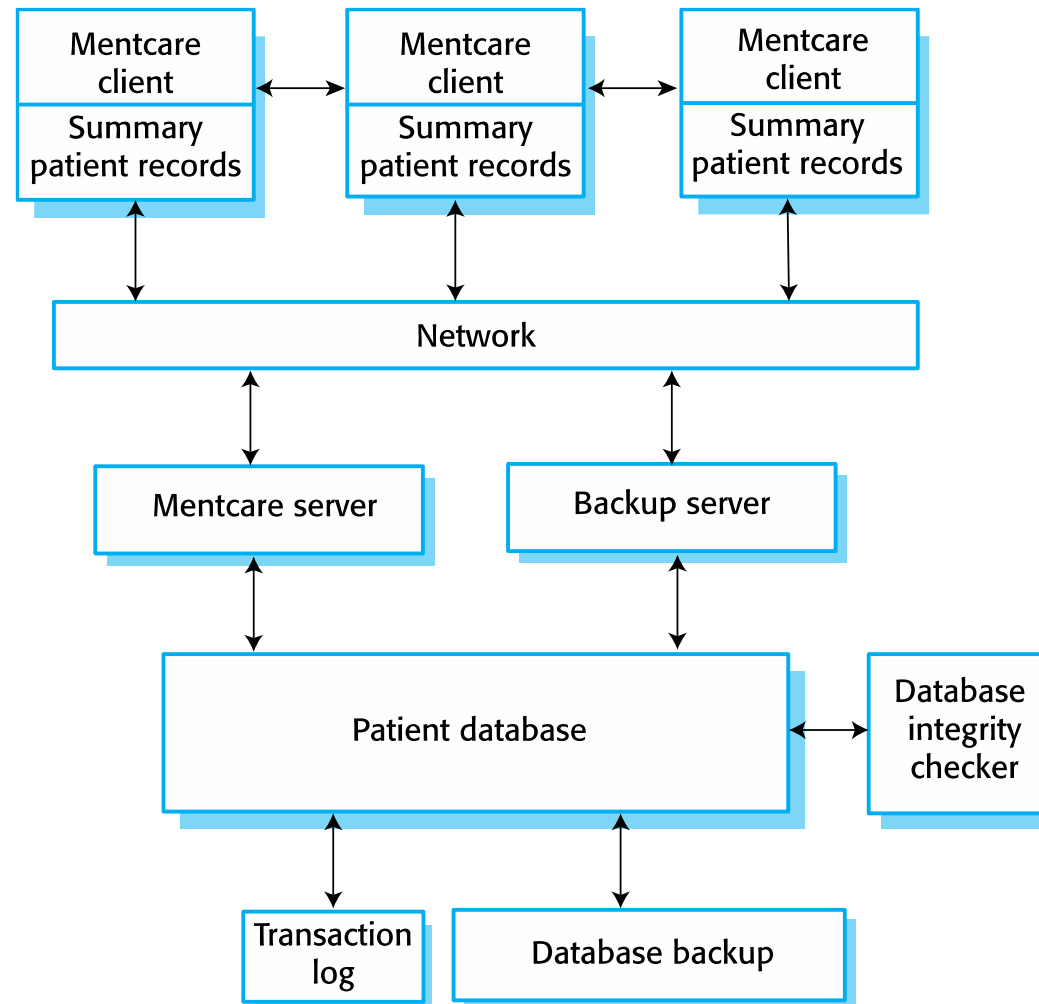 Mentcare
client
Summary
patient records
Mentcare
client
Summary
patient records
Mentcare
client
Summary
patient records
Network
Mentcare server
Backup server
Patient database
Database
integrity
checker
Transaction
log
Database backup